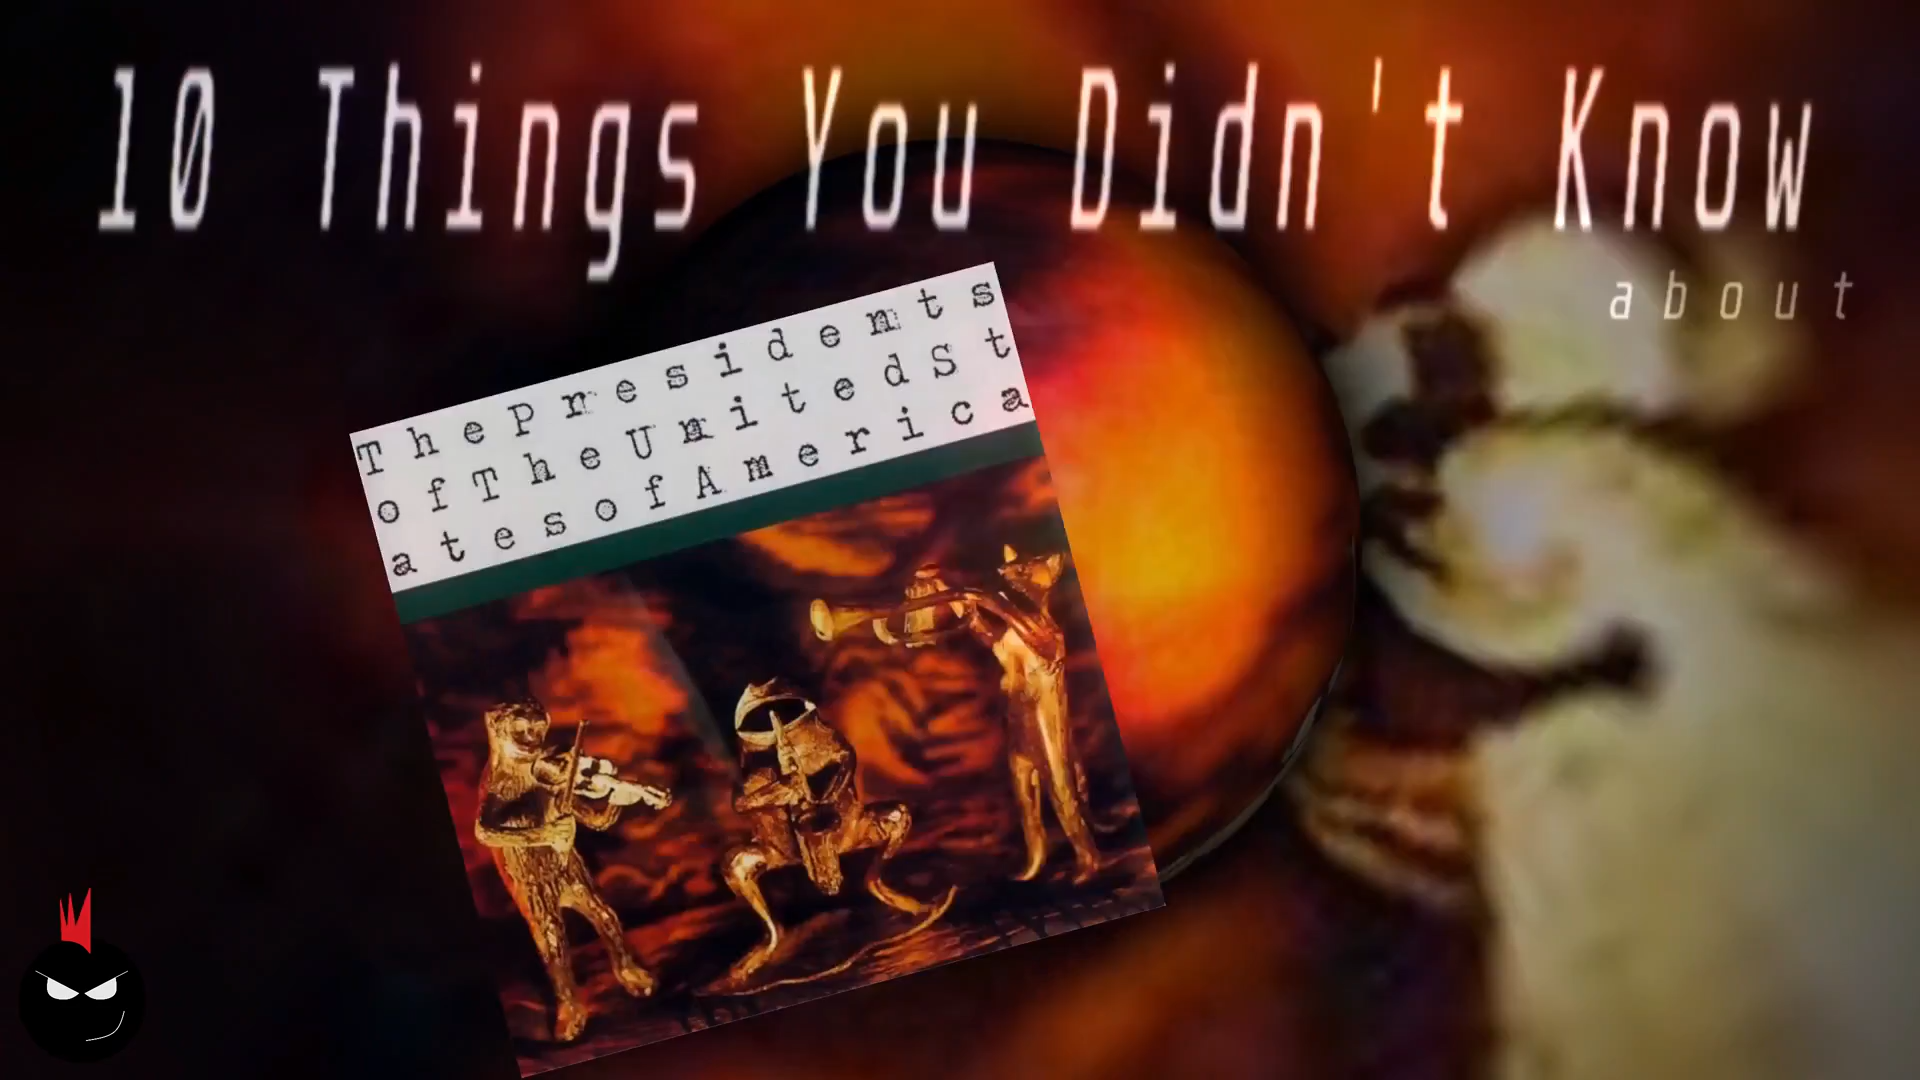 10 Things You Didn't Know
about
ThePresidents
ofTheUnitedSt
atesofAmerica